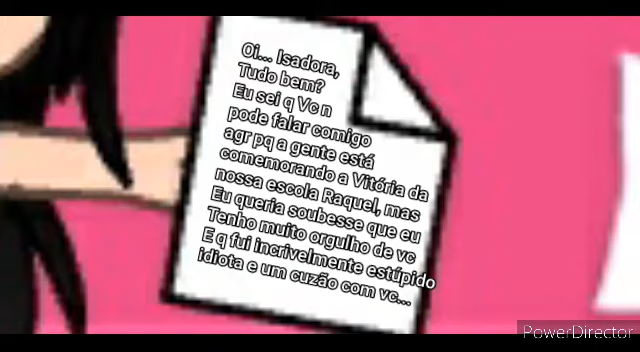 Oi... Isadora,
Tudo bem?
Eu sei q Vc n
pode falar comigo
agr pq a gente está
comemorando a Vitória da
nossa escola Raquel, mas
Eu queria soubesse que eu
Tenho muito orgulho de vc
E q fui incrivelmente estúpido
idiota e um cuzão com vc...
PowerDirector